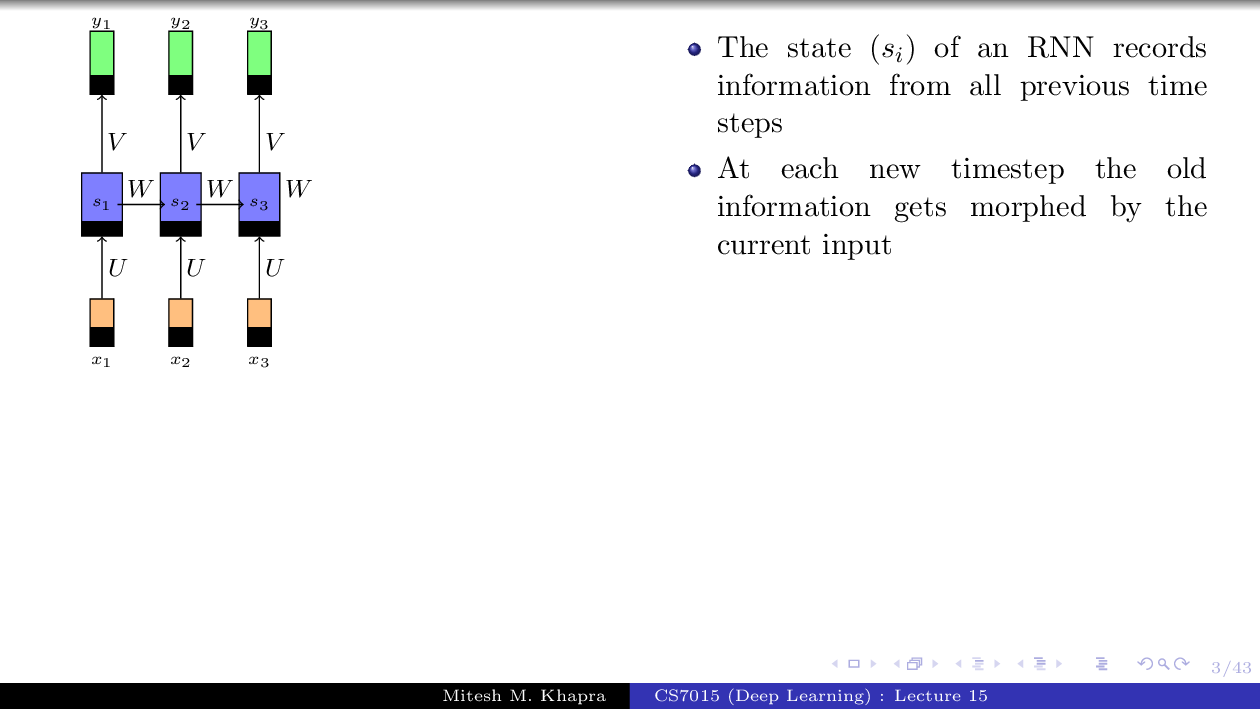 y₁ y₂ y₃
V V V
W W W
s₁ s₂ s₃
U U U
x₁ x₂ x₃
The state (sᵢ) of an RNN records
information from all previous time
steps
At each new timestep the old
information gets morphed by the
current input
3/43
Mitesh M. Khapra CS7015 (Deep Learning) : Lecture 15